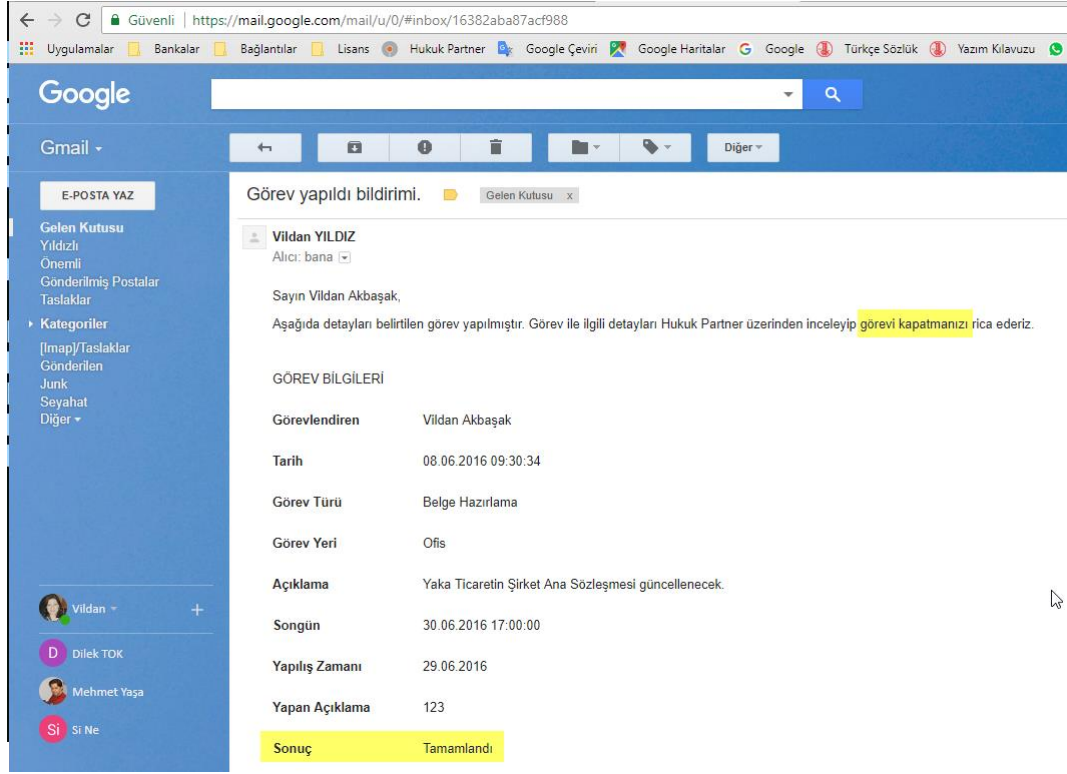 Güvenli | https://mail.google.com/mail/u/0/#inbox/16382aba87acf988
Uygulamalar Bankalar Bağlantılar Lisans Hukuk Partner Google Çeviri Google Haritalar G Google Türkçe Sözlük Yazım Kılavuzu
Google
Gmail
Diğer
E-POSTA YAZ
Görev yapıldı bildirimi. Gelen Kutusu x
Gelen Kutusu
Yıldızlı
Önemli
Gönderilmiş Postalar
Taslaklar
Kategoriler
[Imap]/Taslaklar
Gönderilen
Junk
Seyahat
Diğer
Vildan YILDIZ
Alıcı: bana
Sayın Vildan Akbaşak,
Aşağıda detayları belirtilen görev yapılmıştır. Görev ile ilgili detayları Hukuk Partner üzerinden inceleyip görevi kapatmanızı rica ederiz.
GÖREV BİLGİLERİ
Görevlendiren Vildan Akbaşak
Tarih 08.06.2016 09:30:34
Görev Türü Belge Hazırlama
Görev Yeri Ofis
Açıklama Yaka Ticaretin Şirket Ana Sözleşmesi güncellenecek.
Songün 30.06.2016 17:00:00
Yapılış Zamanı 29.06.2016
Yapan Açıklama 123
Sonuç Tamamlandı
Vildan +
D Dilek TOK
Mehmet Yaşa
Si Si Ne